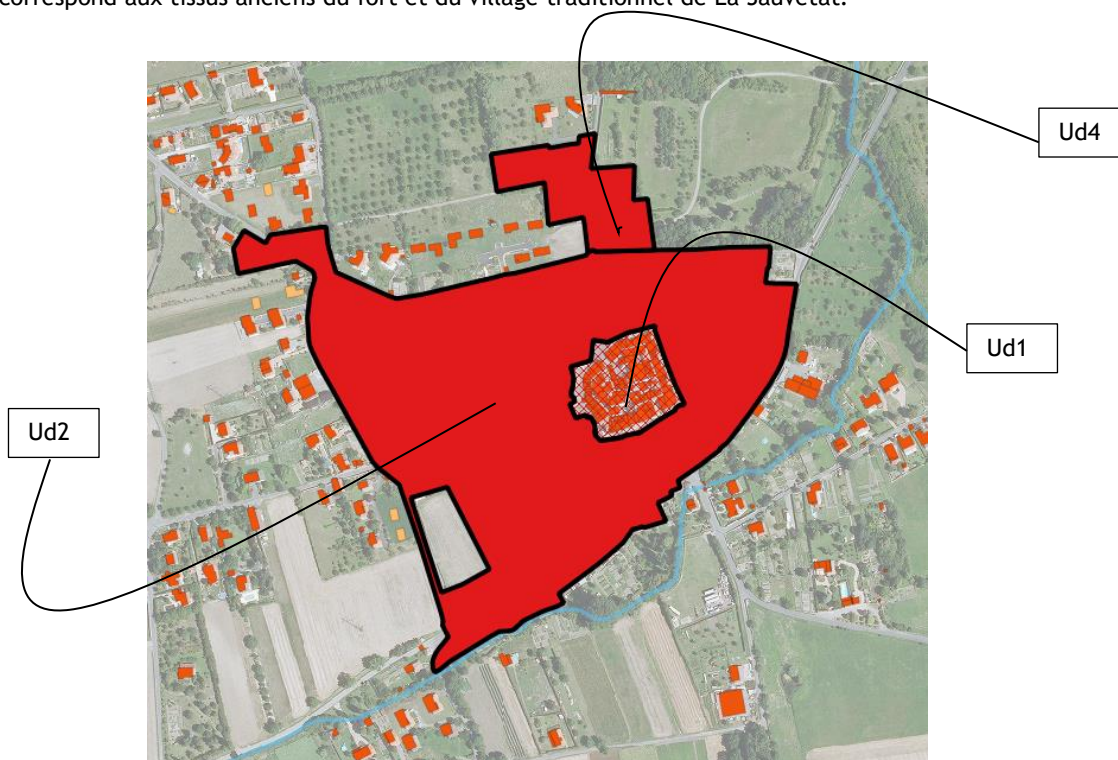 correspond aux tissus anciens du fort et du village traditionnel de La Sauvetat.
Ud4
Ud1
Ud2